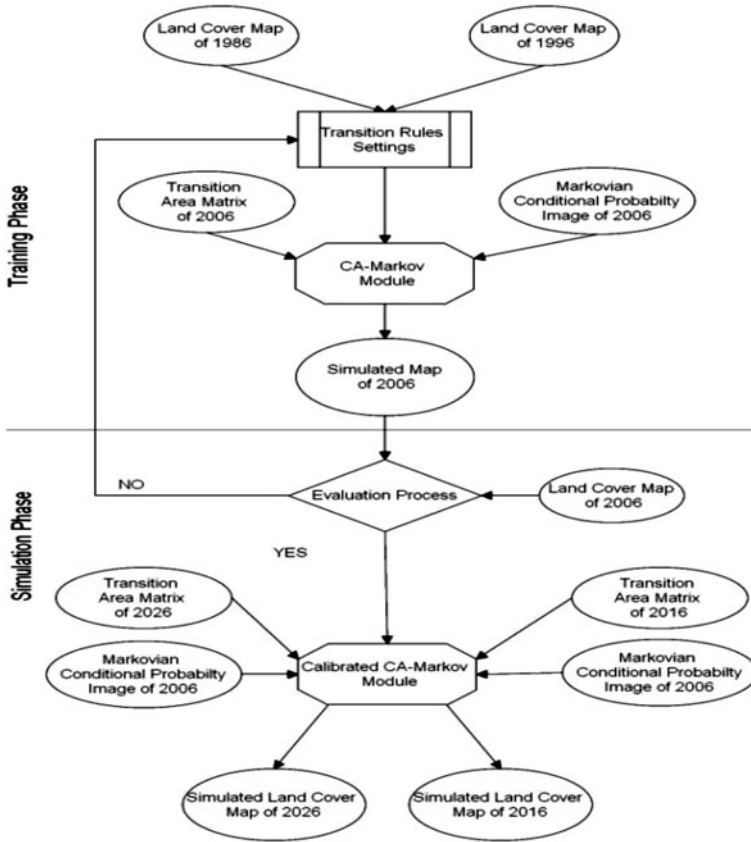 Land Cover Map
of 1986
Land Cover Map
of 1996
Transition Rules
Settings
Training Phase
Transition
Area Matrix
of 2006
Markovian
Conditional Probabilty
Image of 2006
CA-Markov
Module
Simulated Map
of 2006
Simulation Phase
NO
Evaluation Process
Land Cover Map
of 2006
YES
Transition
Area Matrix
of 2026
Transition
Area Matrix
of 2016
Markovian
Conditional Probabilty
Image of 2006
Calibrated CA-Markov
Module
Markovian
Conditional Probabilty
Image of 2006
Simulated Land Cover
Map of 2026
Simulated Land Cover
Map of 2016